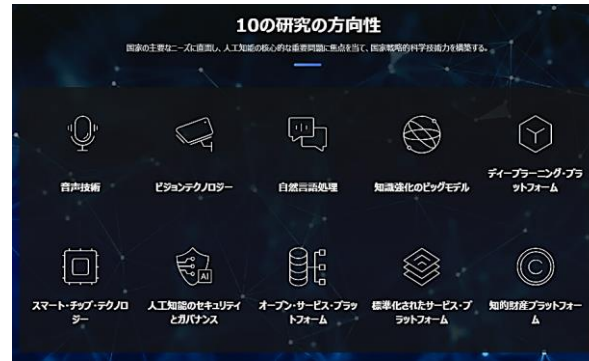 10の研究の方向性
国家の主要なニーズに直面し、人工知能の核心的な重要問題に焦点を当て、国家戦略的科学技術力を構築する。
音声技術
ビジョンテクノロジー
自然言語処理
知識強化のビッグモデル
ディープラーニング・プラ
ットフォーム
スマート・チップ・テクノロ
ジー
人工知能のセキュリティ
とガバナンス
AI
オープン・サービス・プラッ
トフォーム
標準化されたサービス・プ
ラットフォーム
知的財産プラットフォー
ム